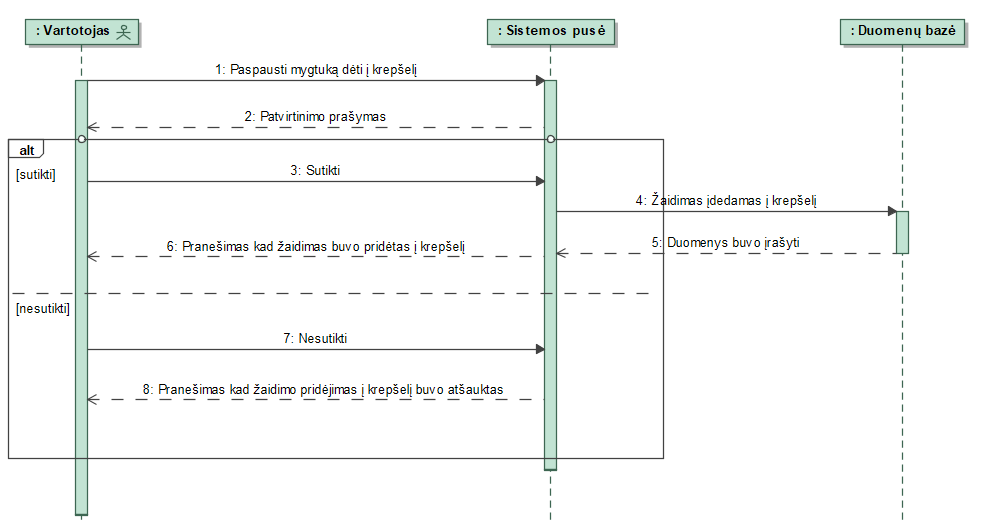 : Vartotojas
: Sistemos pusė
: Duomenų bazė
1: Paspausti mygtuką dėti į krepšelį
2: Patvirtinimo prašymas
alt
[sutikti]
3: Sutikti
4: Žaidimas įdedamas į krepšelį
5: Duomenys buvo įrašyti
6: Pranešimas kad žaidimas buvo pridėtas į krepšelį
[nesutikti]
7: Nesutikti
8: Pranešimas kad žaidimo pridėjimas į krepšelį buvo atšauktas